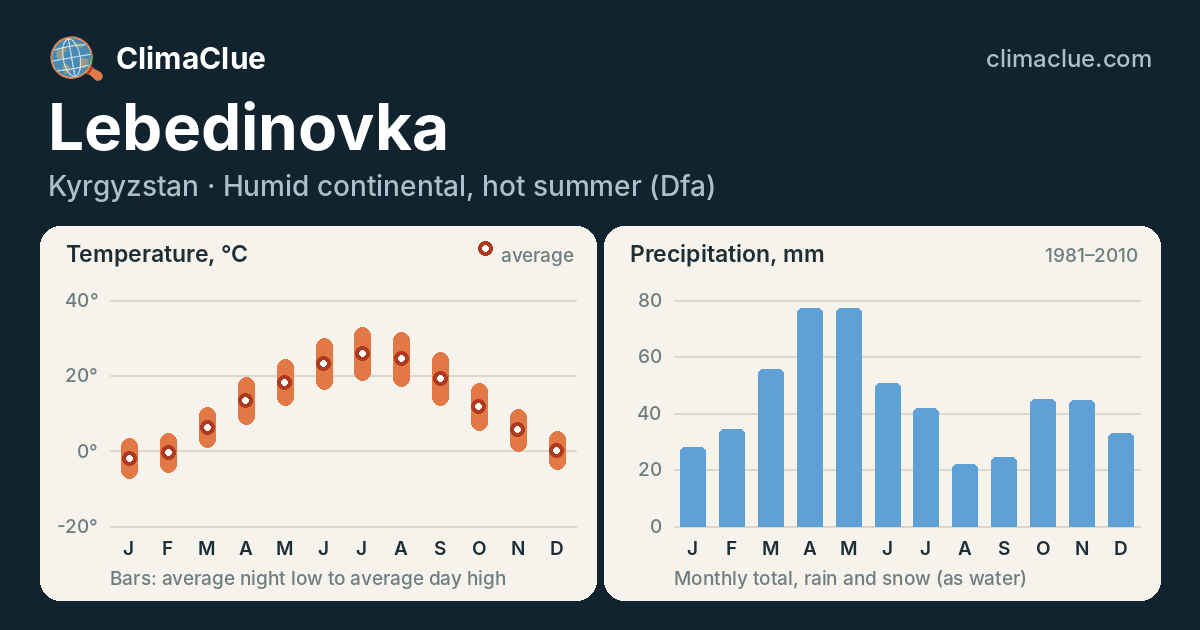 ClimaClue
climaclue.com
Lebedinovka
Kyrgyzstan · Humid continental, hot summer (Dfa)
Temperature, °C
average
40°
20°
0°
-20°
J F M A M J J A S O N D
Bars: average night low to average day high
Precipitation, mm
1981–2010
80
60
40
20
0
J F M A M J J A S O N D
Monthly total, rain and snow (as water)